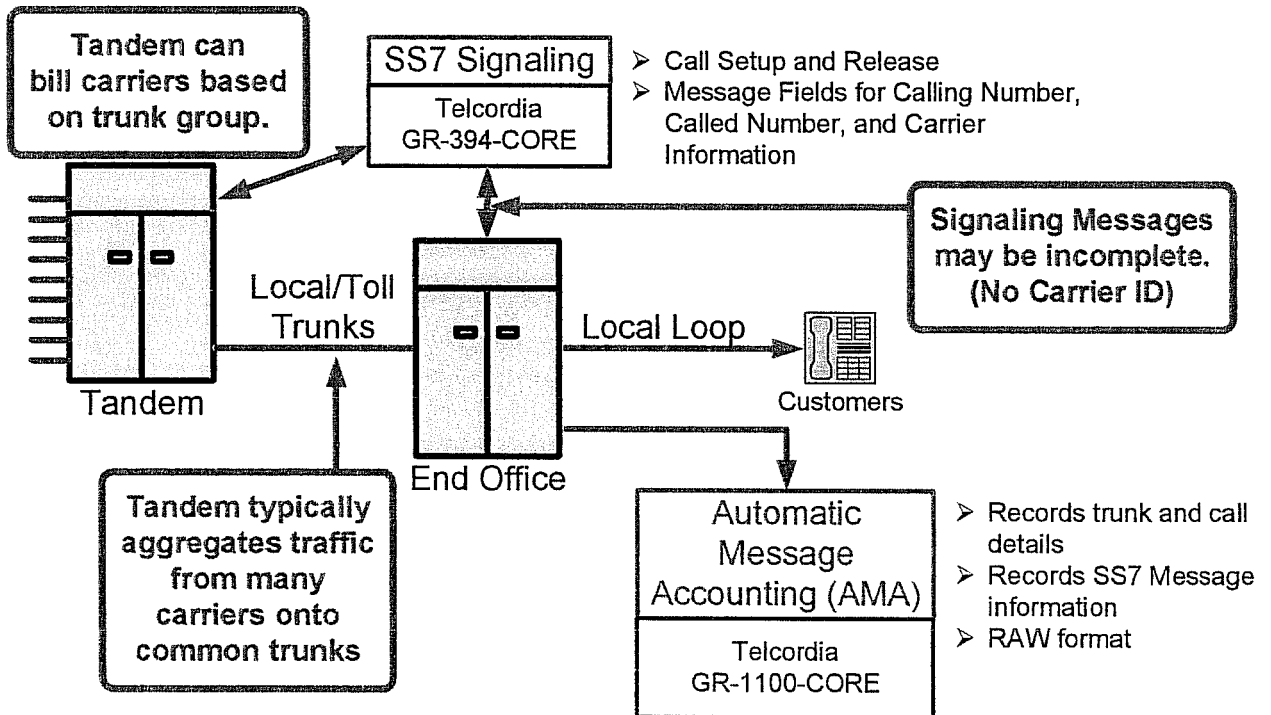 Tandem can
bill carriers based
on trunk group.
SS7 Signaling
Telcordia
GR-394-CORE
➢ Call Setup and Release
➢ Message Fields for Calling Number,
Called Number, and Carrier
Information
Signaling Messages
may be incomplete.
(No Carrier ID)
Local/Toll
Trunks
Local Loop
Tandem
Customers
End Office
Tandem typically
aggregates traffic
from many
carriers onto
common trunks
Automatic
Message
Accounting (AMA)
Telcordia
GR-1100-CORE
➢ Records trunk and call
details
➢ Records SS7 Message
information
➢ RAW format